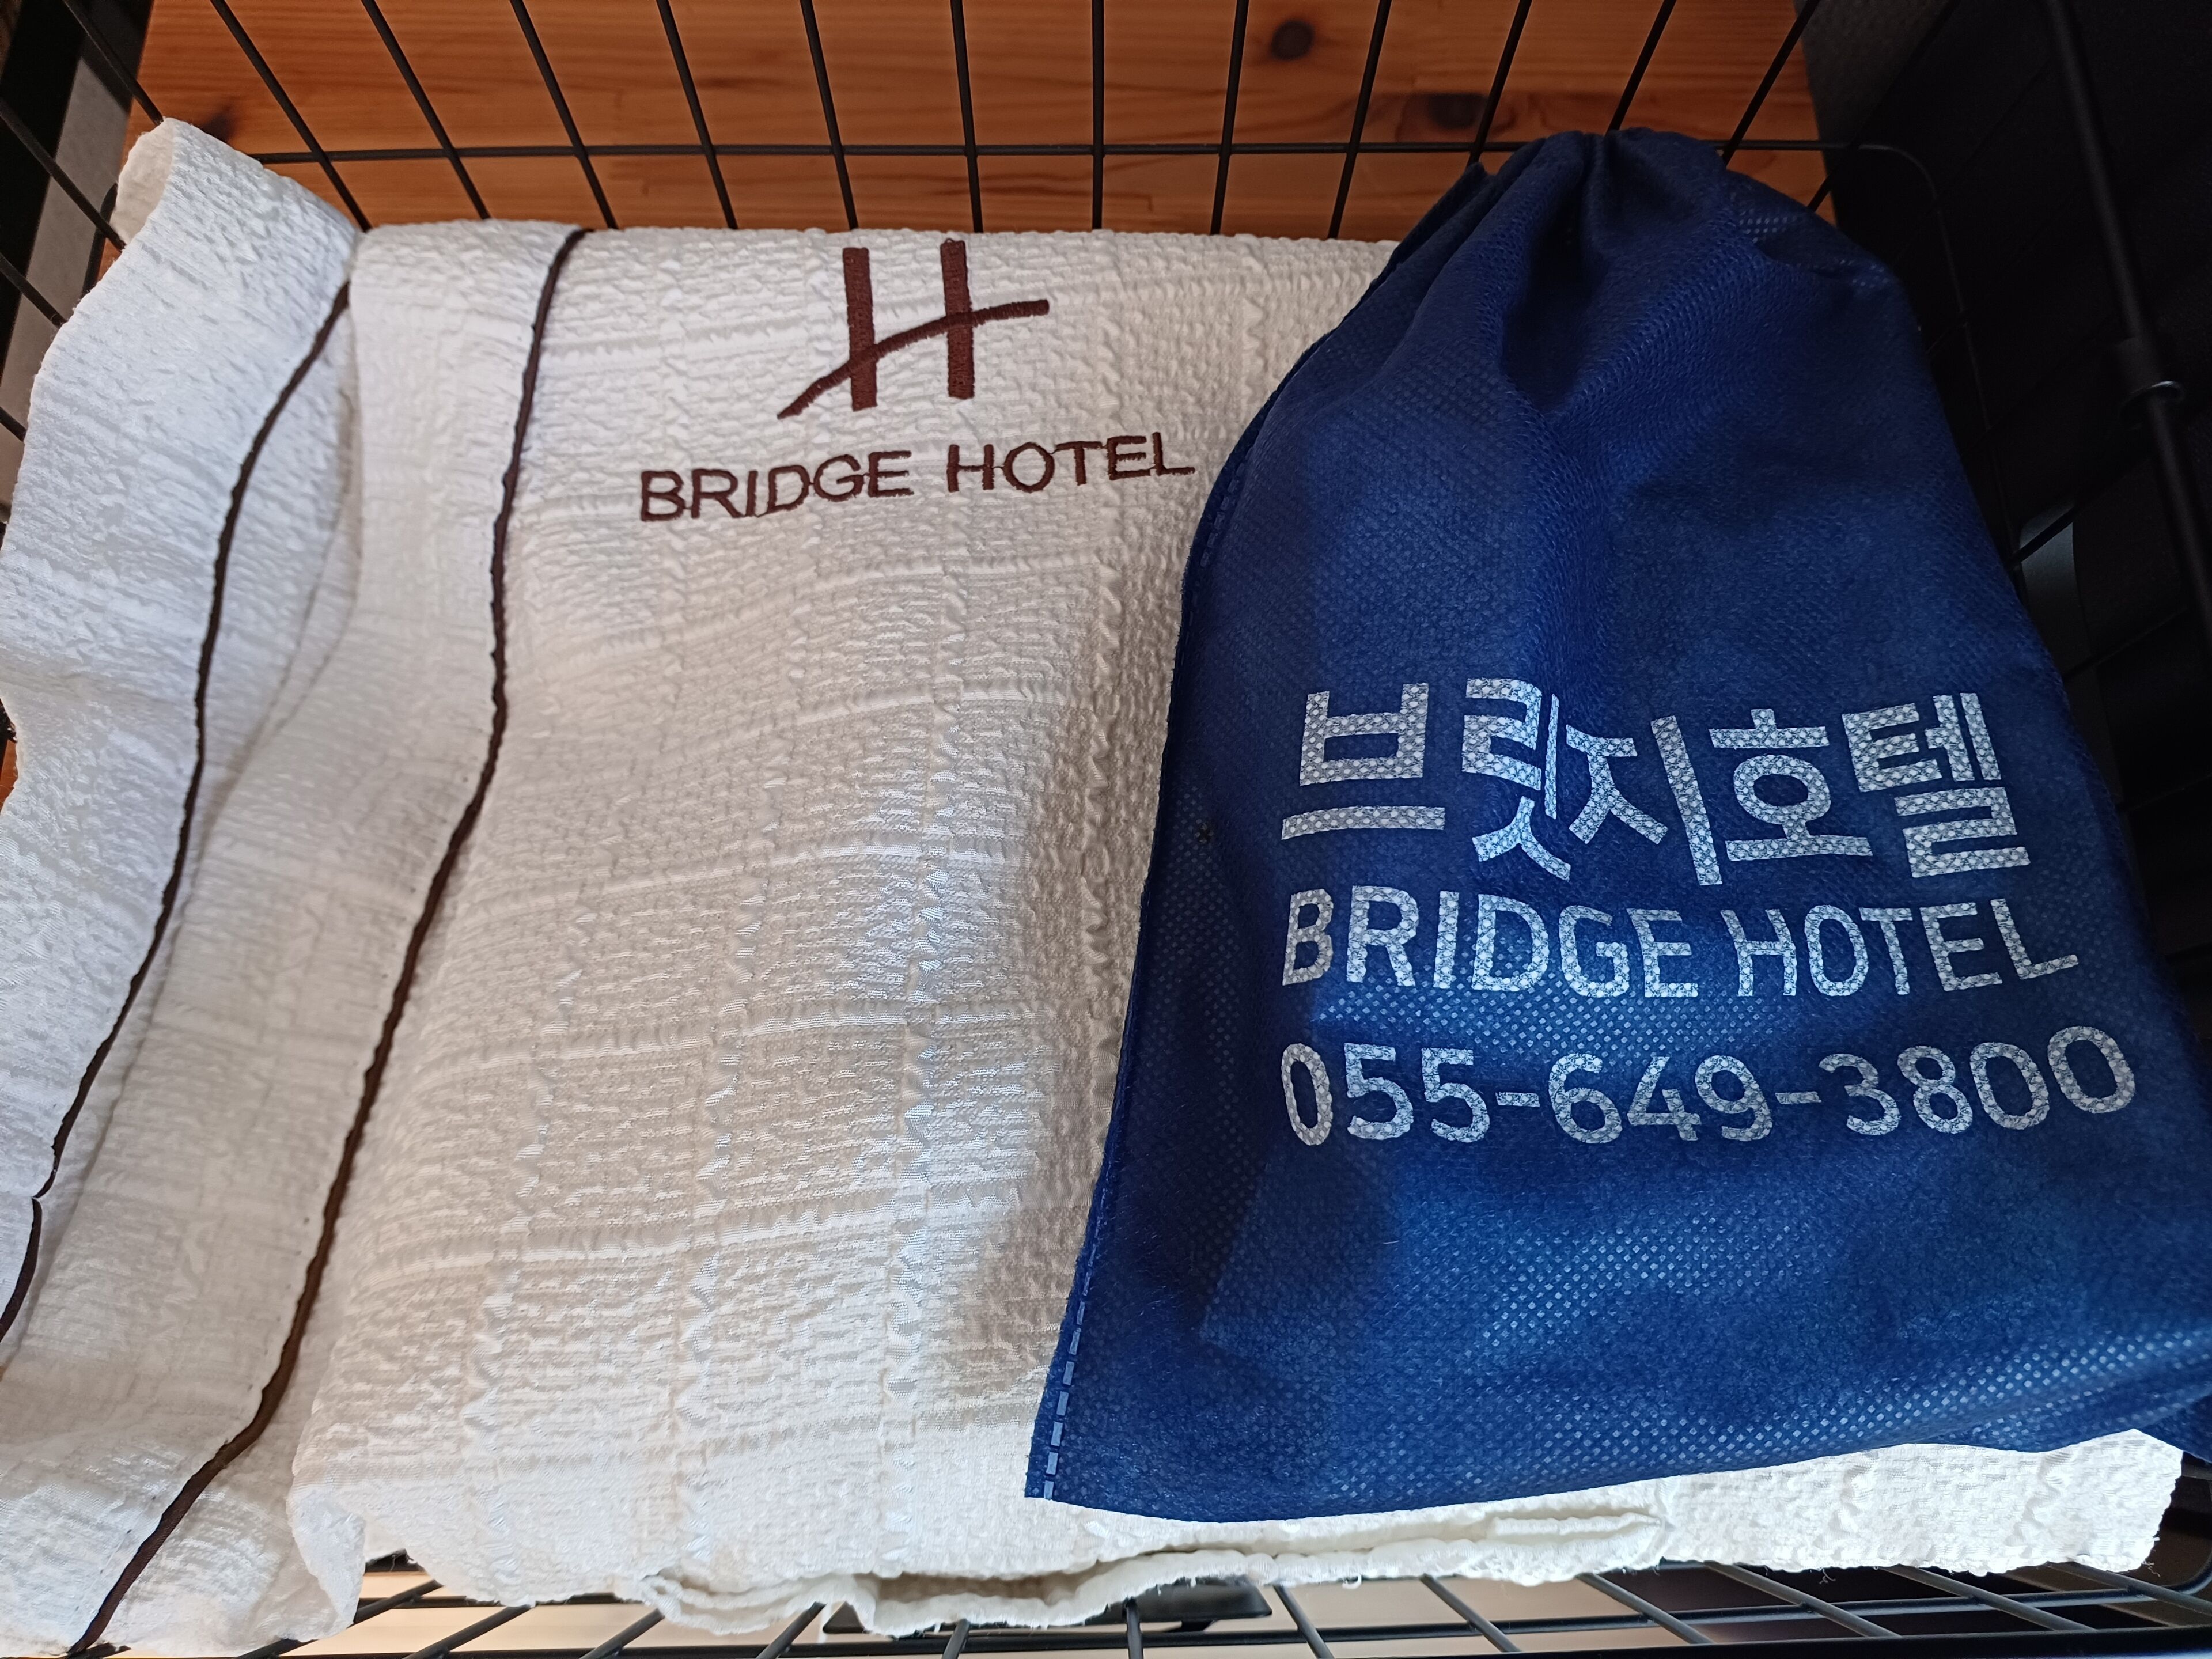 H
BRIDGE HOTEL
브릿지호텔
BRIDGE HOTEL
055-649-3800